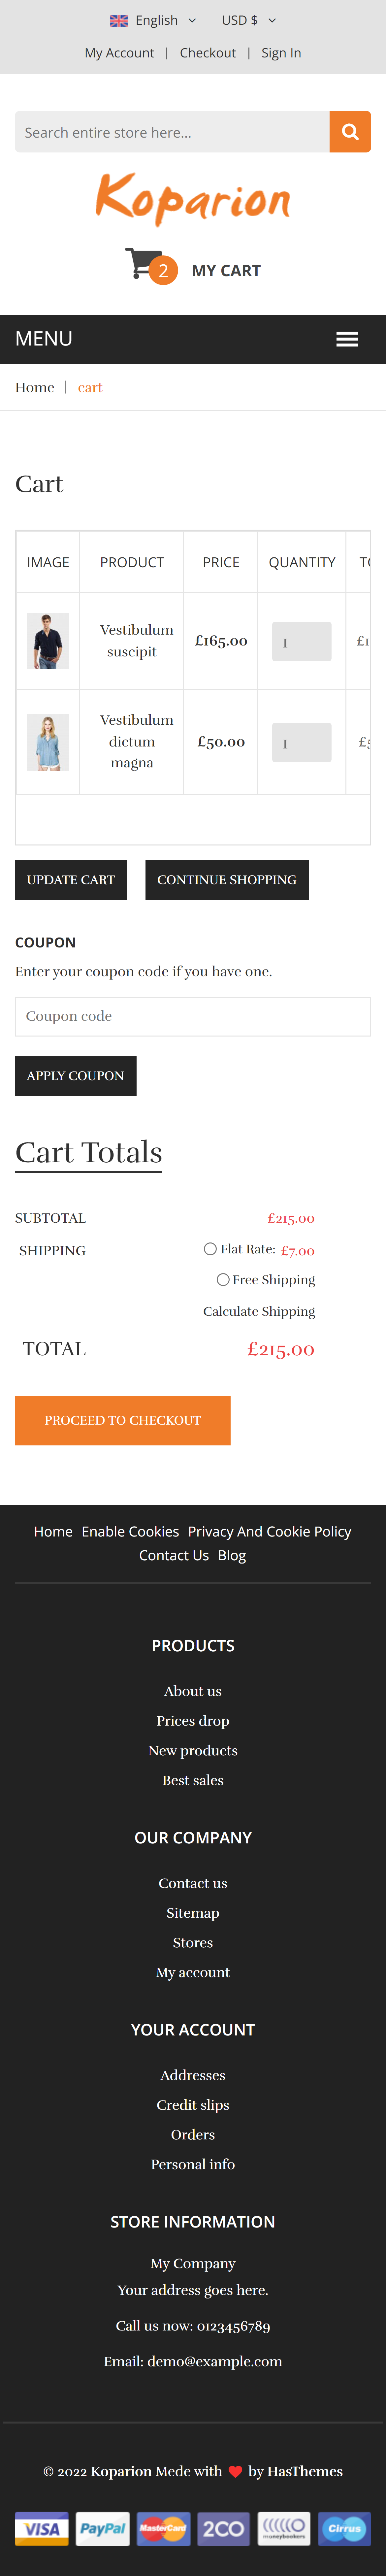 English USD $
My Account | Checkout | Sign In
Search entire store here...
Koparion
2 MY CART
MENU
Home | cart
Cart
IMAGE PRODUCT PRICE QUANTITY
Vestibulum
suscipit
£165.00 1
Vestibulum
dictum
magna
£50.00 1
UPDATE CART CONTINUE SHOPPING
COUPON
Enter your coupon code if you have one.
Coupon code
APPLY COUPON
Cart Totals
SUBTOTAL £215.00
SHIPPING Flat Rate: £7.00
Free Shipping
Calculate Shipping
TOTAL £215.00
PROCEED TO CHECKOUT
Home Enable Cookies Privacy And Cookie Policy
Contact Us Blog
PRODUCTS
About us
Prices drop
New products
Best sales
OUR COMPANY
Contact us
Sitemap
Stores
My account
YOUR ACCOUNT
Addresses
Credit slips
Orders
Personal info
STORE INFORMATION
My Company
Your address goes here.
Call us now: 0123456789
Email: demo@example.com
© 2022 Koparion Mede with ❤ by HasThemes
VISA PayPal MasterCard 2CO moneybookers Cirrus